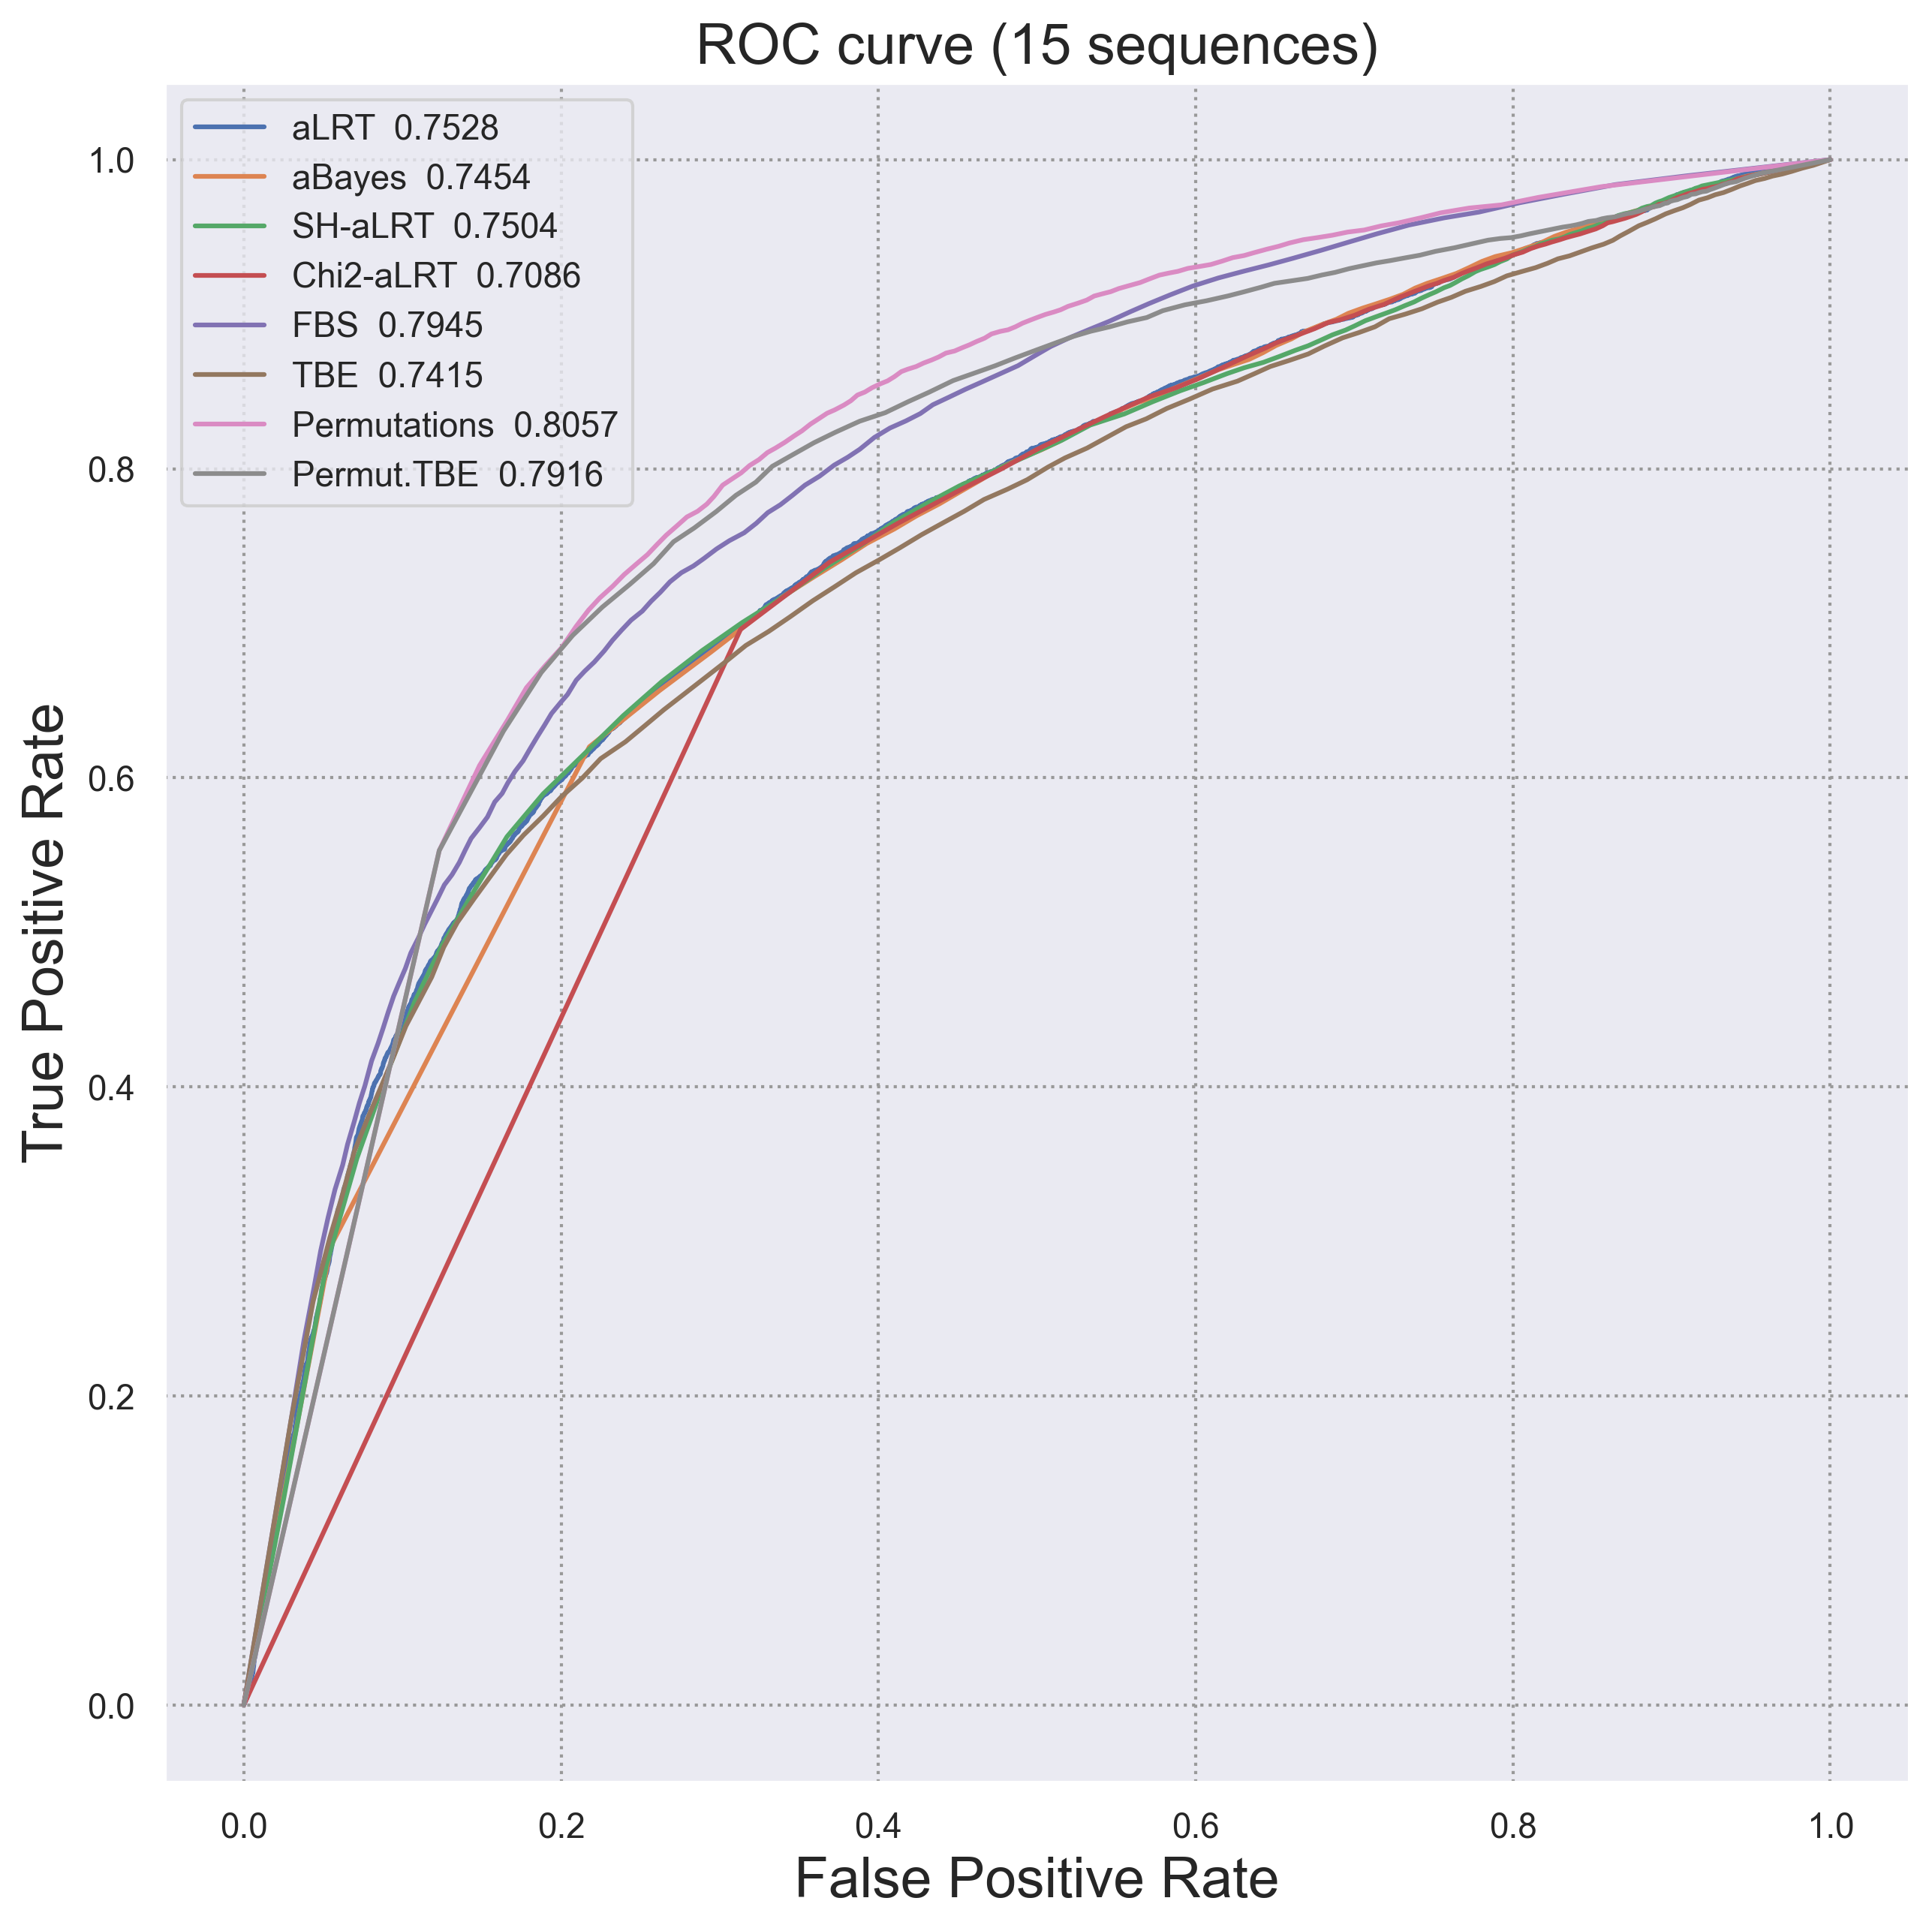 ROC curve (15 sequences)
aLRT 0.7528
aBayes 0.7454
SH-aLRT 0.7504
Chi2-aLRT 0.7086
FBS 0.7945
TBE 0.7415
Permutations 0.8057
Permut.TBE 0.7916
True Positive Rate
1.0
0.8
0.6
0.4
0.2
0.0
0.0 0.2 0.4 0.6 0.8 1.0
False Positive Rate